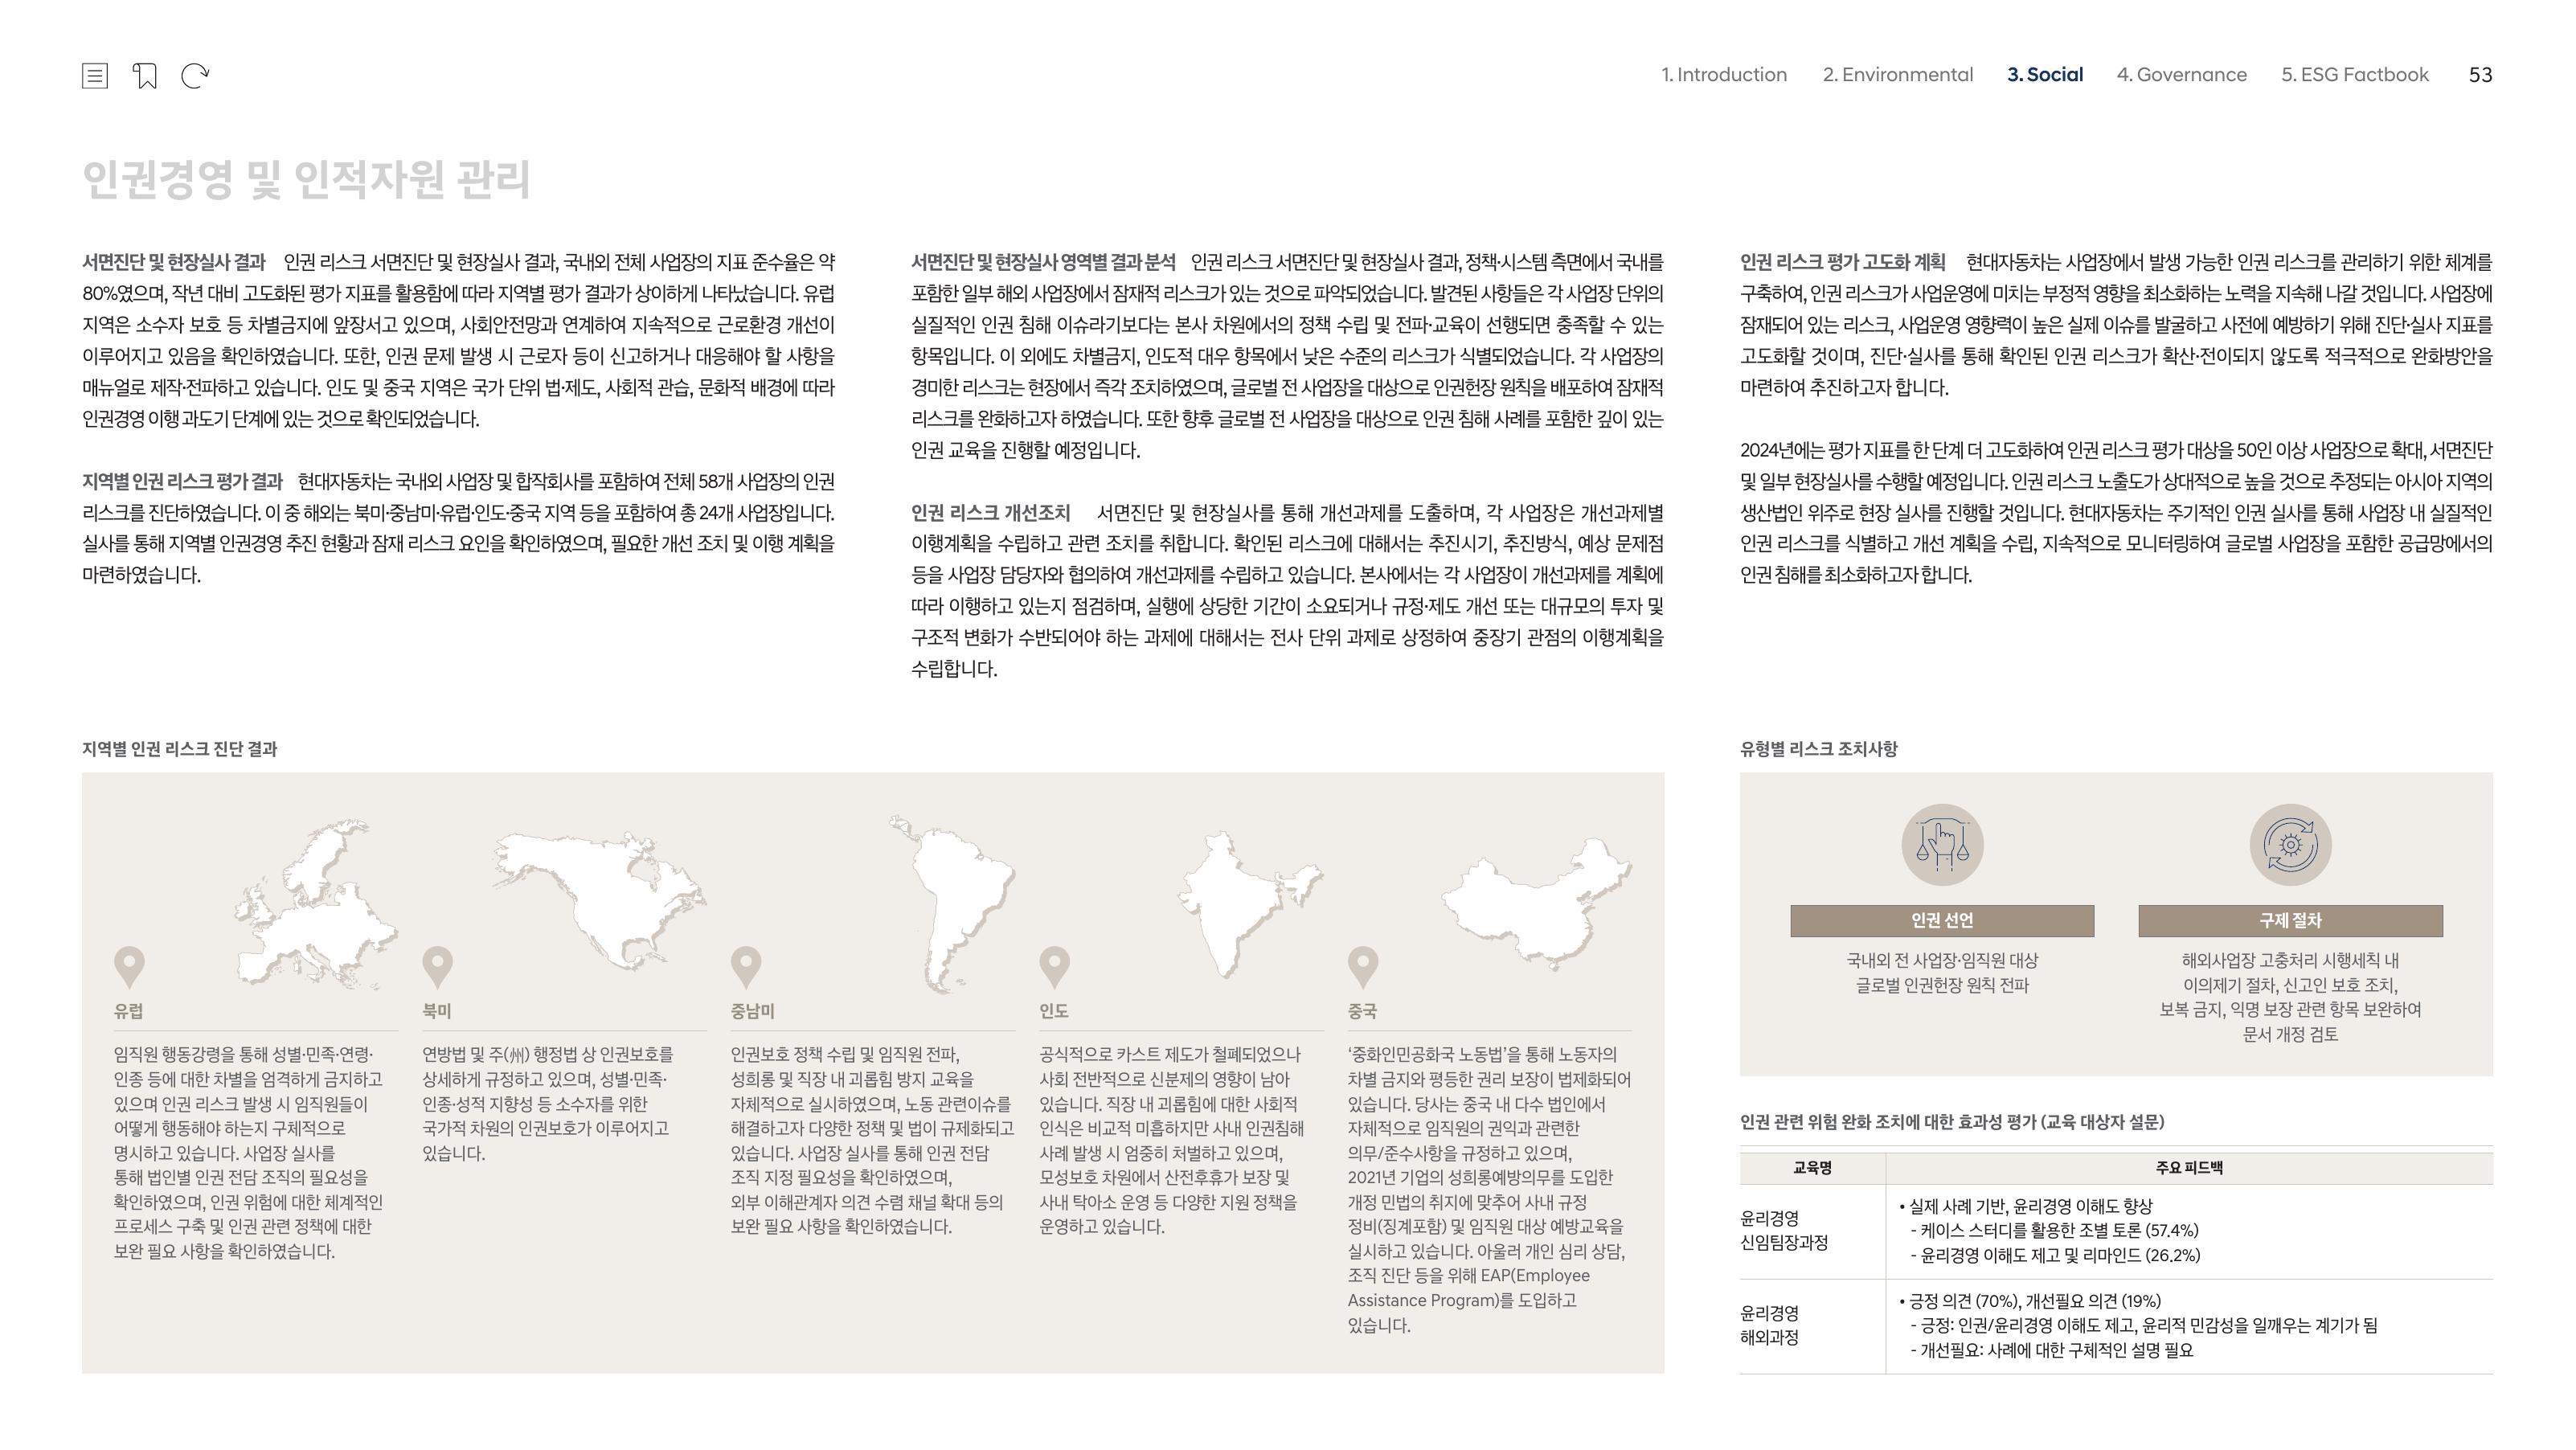 1. Introduction 2. Environmental 3. Social 4. Governance 5. ESG Factbook 53
인권경영 및 인적자원 관리
서면진단 및 현장실사 결과 인권 리스크 서면진단 및 현장실사 결과, 국내외 전체 사업장의 지표 준수율은 약
80%였으며, 작년 대비 고도화된 평가 지표를 활용함에 따라 지역별 평가 결과가 상이하게 나타났습니다. 유럽
지역은 소수자 보호 등 차별금지에 앞장서고 있으며, 사회안전망과 연계하여 지속적으로 근로환경 개선이
이루어지고 있음을 확인하였습니다. 또한, 인권 문제 발생 시 근로자 등이 신고하거나 대응해야 할 사항을
매뉴얼로 제작·전파하고 있습니다. 인도 및 중국 지역은 국가 단위 법·제도, 사회적 관습, 문화적 배경에 따라
인권경영 이행 과도기 단계에 있는 것으로 확인되었습니다.
지역별 인권 리스크 평가 결과 현대자동차는 국내외 사업장 및 합작회사를 포함하여 전체 58개 사업장의 인권
리스크를 진단하였습니다. 이 중 해외는 북미·중남미·유럽·인도·중국 지역 등을 포함하여 총 24개 사업장입니다.
실사를 통해 지역별 인권경영 추진 현황과 잠재 리스크 요인을 확인하였으며, 필요한 개선 조치 및 이행 계획을
마련하였습니다.
서면진단 및 현장실사 영역별 결과 분석 인권 리스크 서면진단 및 현장실사 결과, 정책·시스템 측면에서 국내를
포함한 일부 해외 사업장에서 잠재적 리스크가 있는 것으로 파악되었습니다. 발견된 사항들은 각 사업장 단위의
실질적인 인권 침해 이슈라기보다는 본사 차원에서의 정책 수립 및 전파·교육이 선행되면 충족할 수 있는
항목입니다. 이 외에도 차별금지, 인도적 대우 항목에서 낮은 수준의 리스크가 식별되었습니다. 각 사업장의
경미한 리스크는 현장에서 즉각 조치하였으며, 글로벌 전 사업장을 대상으로 인권헌장 원칙을 배포하여 잠재적
리스크를 완화하고자 하였습니다. 또한 향후 글로벌 전 사업장을 대상으로 인권 침해 사례를 포함한 깊이 있는
인권 교육을 진행할 예정입니다.
인권 리스크 개선조치 서면진단 및 현장실사를 통해 개선과제를 도출하며, 각 사업장은 개선과제별
이행계획을 수립하고 관련 조치를 취합니다. 확인된 리스크에 대해서는 추진시기, 추진방식, 예상 문제점
등을 사업장 담당자와 협의하여 개선과제를 수립하고 있습니다. 본사에서는 각 사업장이 개선과제를 계획에
따라 이행하고 있는지 점검하며, 실행에 상당한 기간이 소요되거나 규정·제도 개선 또는 대규모의 투자 및
구조적 변화가 수반되어야 하는 과제에 대해서는 전사 단위 과제로 상정하여 중장기 관점의 이행계획을
수립합니다.
인권 리스크 평가 고도화 계획 현대자동차는 사업장에서 발생 가능한 인권 리스크를 관리하기 위한 체계를
구축하여, 인권 리스크가 사업운영에 미치는 부정적 영향을 최소화하는 노력을 지속해 나갈 것입니다. 사업장에
잠재되어 있는 리스크, 사업운영 영향력이 높은 실제 이슈를 발굴하고 사전에 예방하기 위해 진단·실사 지표를
고도화할 것이며, 진단·실사를 통해 확인된 인권 리스크가 확산·전이되지 않도록 적극적으로 완화방안을
마련하여 추진하고자 합니다.
2024년에는 평가 지표를 한 단계 더 고도화하여 인권 리스크 평가 대상을 50인 이상 사업장으로 확대, 서면진단
및 일부 현장실사를 수행할 예정입니다. 인권 리스크 노출도가 상대적으로 높을 것으로 추정되는 아시아 지역의
생산법인 위주로 현장 실사를 진행할 것입니다. 현대자동차는 주기적인 인권 실사를 통해 사업장 내 실질적인
인권 리스크를 식별하고 개선 계획을 수립, 지속적으로 모니터링하여 글로벌 사업장을 포함한 공급망에서의
인권 침해를 최소화하고자 합니다.
지역별 인권 리스크 진단 결과
유럽
임직원 행동강령을 통해 성별·민족·연령·
인종 등에 대한 차별을 엄격하게 금지하고
있으며 인권 리스크 발생 시 임직원들이
어떻게 행동해야 하는지 구체적으로
명시하고 있습니다. 사업장 실사를
통해 법인별 인권 전담 조직의 필요성을
확인하였으며, 인권 위험에 대한 체계적인
프로세스 구축 및 인권 관련 정책에 대한
보완 필요 사항을 확인하였습니다.
북미
연방법 및 주(州) 행정법 상 인권보호를
상세하게 규정하고 있으며, 성별·민족·
인종·성적 지향성 등 소수자를 위한
국가적 차원의 인권보호가 이루어지고
있습니다.
중남미
인권보호 정책 수립 및 임직원 전파,
성희롱 및 직장 내 괴롭힘 방지 교육을
자체적으로 실시하였으며, 노동 관련이슈를
해결하고자 다양한 정책 및 법이 규제화되고
있습니다. 사업장 실사를 통해 인권 전담
조직 지정 필요성을 확인하였으며,
외부 이해관계자 의견 수렴 채널 확대 등의
보완 필요 사항을 확인하였습니다.
인도
공식적으로 카스트 제도가 철폐되었으나
사회 전반적으로 신분제의 영향이 남아
있습니다. 직장 내 괴롭힘에 대한 사회적
인식은 비교적 미흡하지만 사내 인권침해
사례 발생 시 엄중히 처벌하고 있으며,
모성보호 차원에서 산전후휴가 보장 및
사내 탁아소 운영 등 다양한 지원 정책을
운영하고 있습니다.
중국
‘중화인민공화국 노동법’을 통해 노동자의
차별 금지와 평등한 권리 보장이 법제화되어
있습니다. 당사는 중국 내 다수 법인에서
자체적으로 임직원의 권익과 관련한
의무/준수사항을 규정하고 있으며,
2021년 기업의 성희롱예방의무를 도입한
개정 민법의 취지에 맞추어 사내 규정
정비(징계포함) 및 임직원 대상 예방교육을
실시하고 있습니다. 아울러 개인 심리 상담,
조직 진단 등을 위해 EAP(Employee
Assistance Program)를 도입하고
있습니다.
유형별 리스크 조치사항
인권 선언
국내외 전 사업장·임직원 대상
글로벌 인권헌장 원칙 전파
구제 절차
해외사업장 고충처리 시행세칙 내
이의제기 절차, 신고인 보호 조치,
보복 금지, 익명 보장 관련 항목 보완하여
문서 개정 검토
인권 관련 위험 완화 조치에 대한 효과성 평가 (교육 대상자 설문)
교육명 주요 피드백
윤리경영
신임팀장과정
• 실제 사례 기반, 윤리경영 이해도 향상
- 케이스 스터디를 활용한 조별 토론 (57.4%)
- 윤리경영 이해도 제고 및 리마인드 (26.2%)
윤리경영
해외과정
• 긍정 의견 (70%), 개선필요 의견 (19%)
- 긍정: 인권/윤리경영 이해도 제고, 윤리적 민감성을 일깨우는 계기가 됨
- 개선필요: 사례에 대한 구체적인 설명 필요